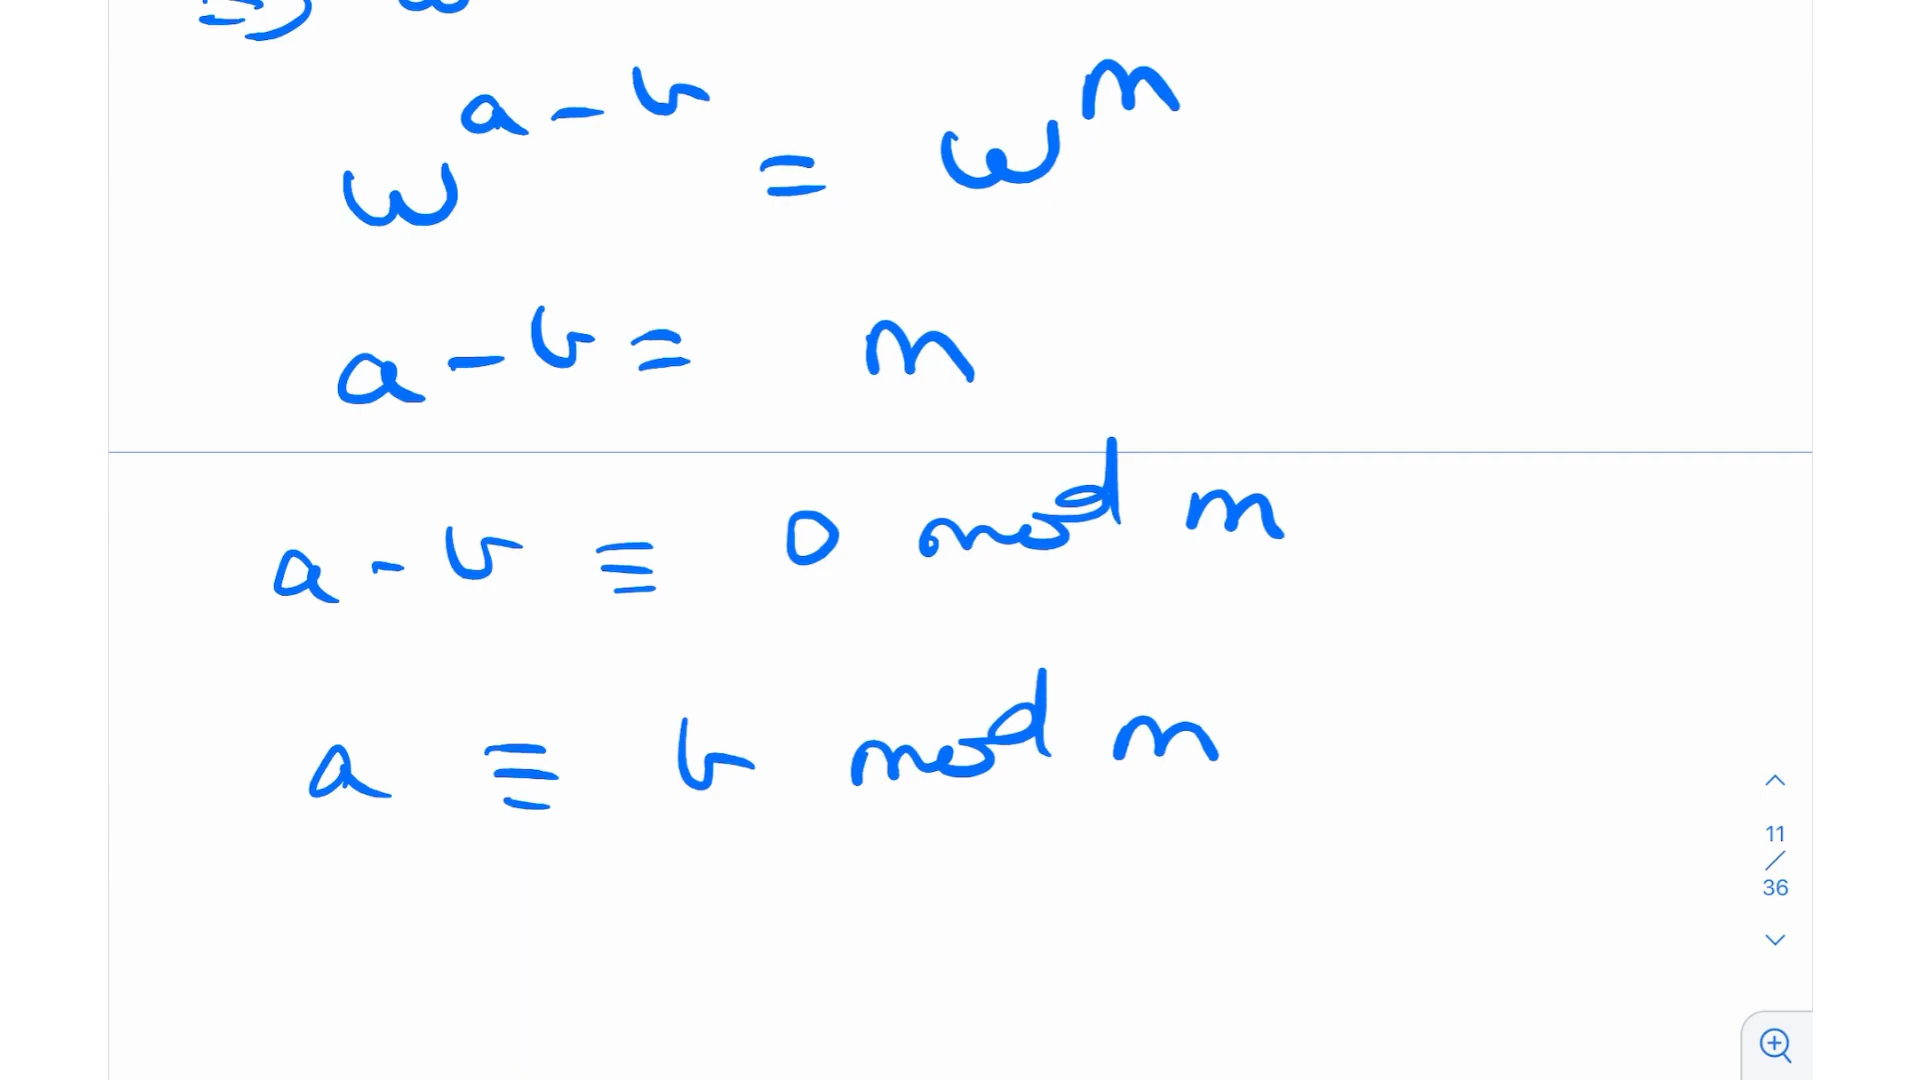 ⇒ ω
ω^{a-b} = ω^m
a - b = m
a - b ≡ 0 mod m
a ≡ b mod m
11
/
36